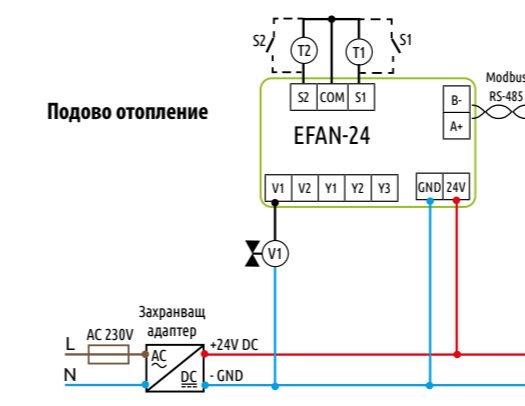 S2 T2 T1 S1
S2 COM S1
Modbus
RS-485
B-
A+
Подово отопление
EFAN-24
V1 V2 Y1 Y2 Y3 GND 24V
V1
Захранващ
адаптер
L AC 230V
AC
+24V DC
N
DC
- GND